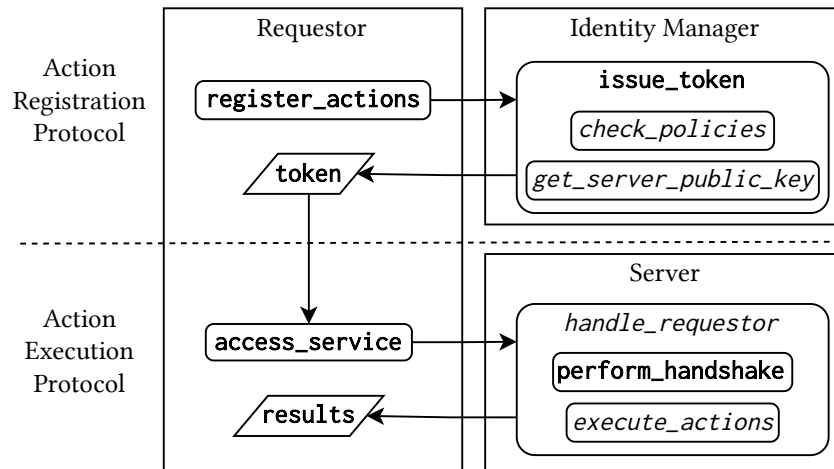 Requestor
Identity Manager
Action
Registration
Protocol
register_actions
issue_token
check_policies
token
get_server_public_key
Server
Action
Execution
Protocol
handle_requestor
access_service
perform_handshake
results
execute_actions